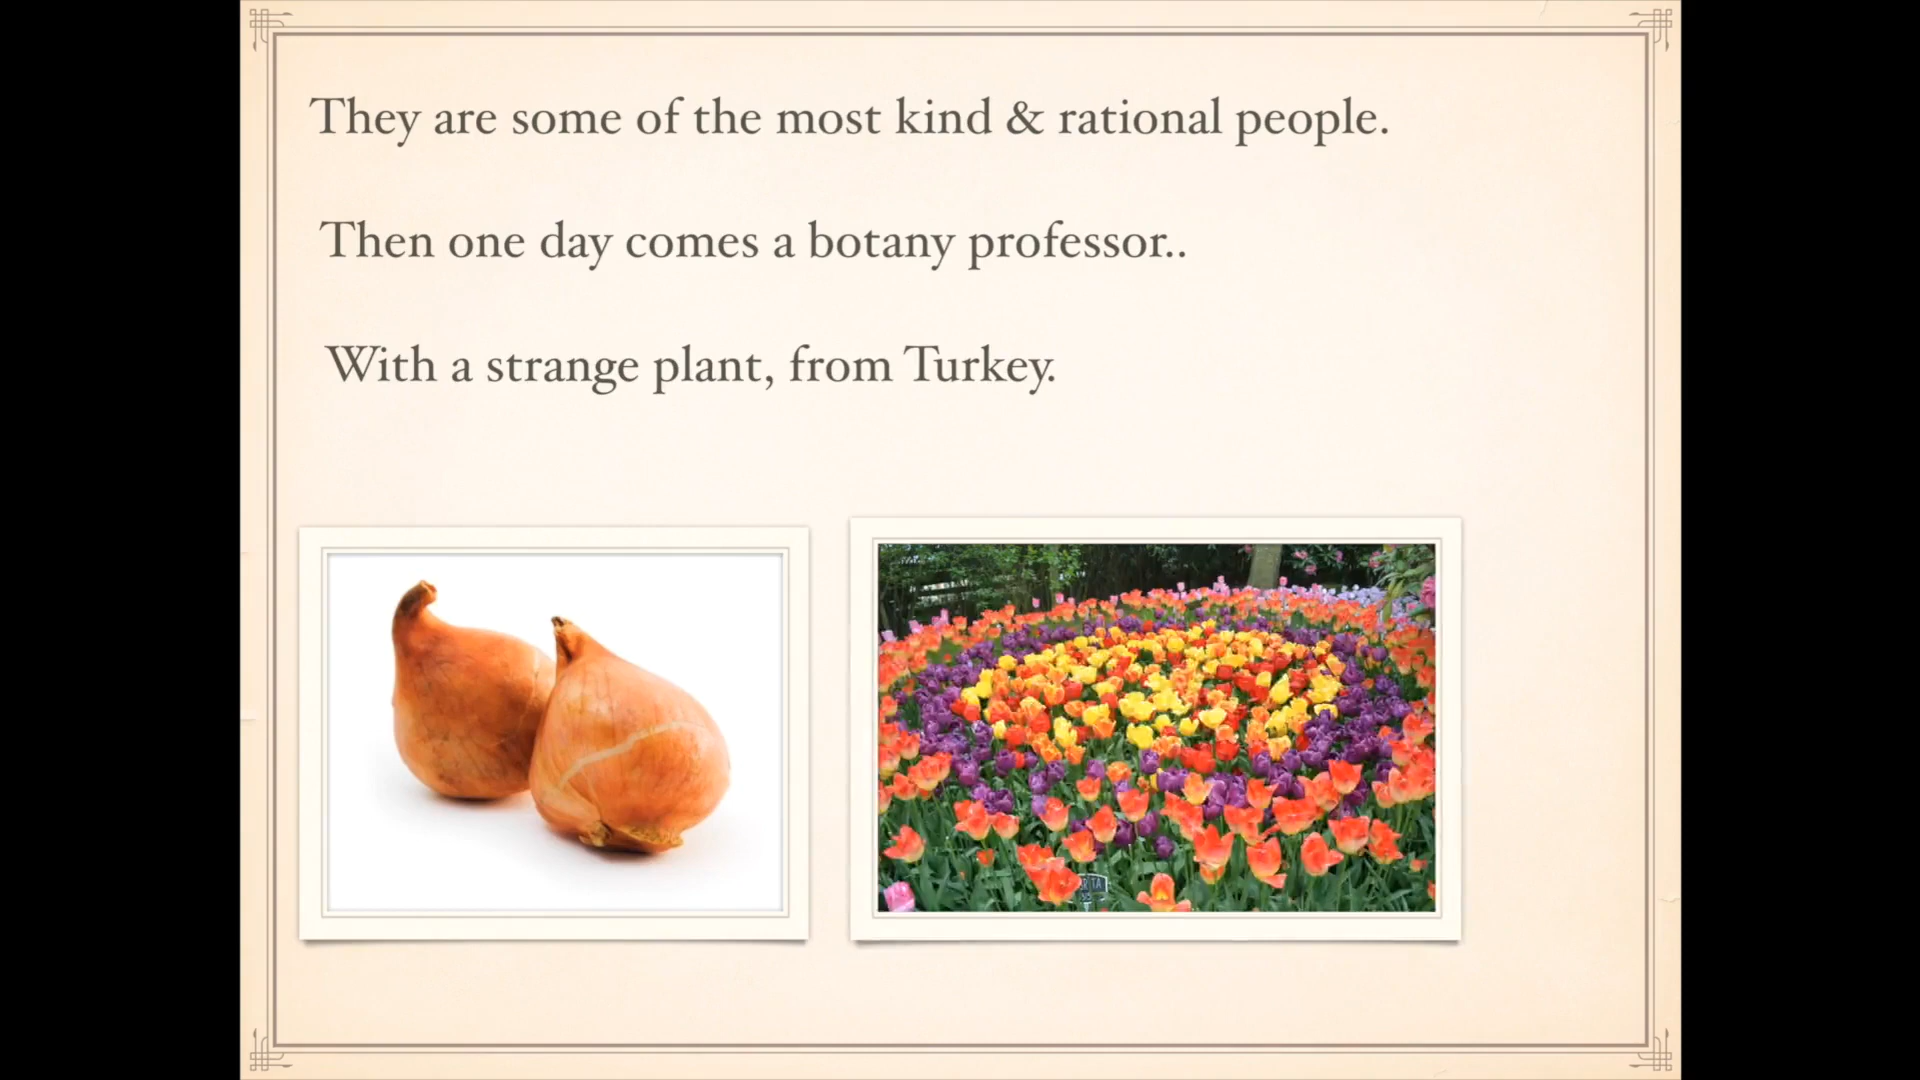 They are some of the most kind & rational people.
Then one day comes a botany professor..
With a strange plant, from Turkey.